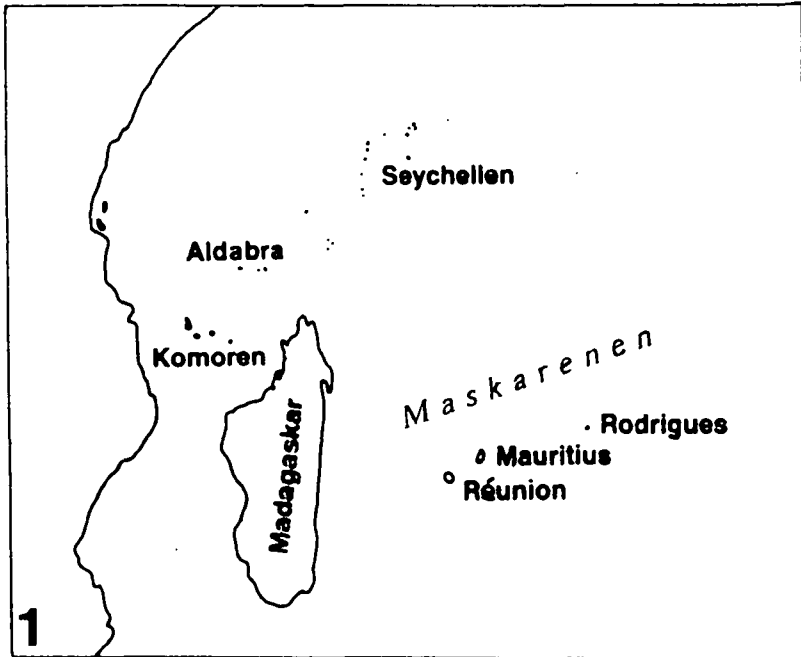 Seychellen
Aldabra
Komoren
Maskarenen
Rodrigues
Mauritius
Réunion
Madagaskar
1